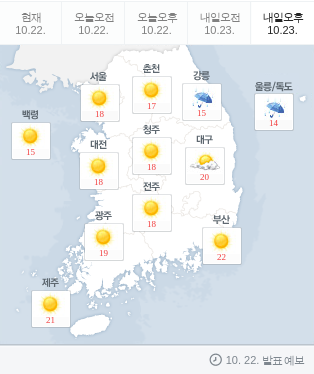 현재
10.22.
오늘오전
10.22.
오늘오후
10.22.
내일오전
10.23.
내일오후
10.23.
서울
18
춘천
17
강릉
15
울릉/독도
14
백령
15
대전
18
청주
18
대구
20
전주
18
광주
19
부산
22
제주
21
10. 22. 발표 예보